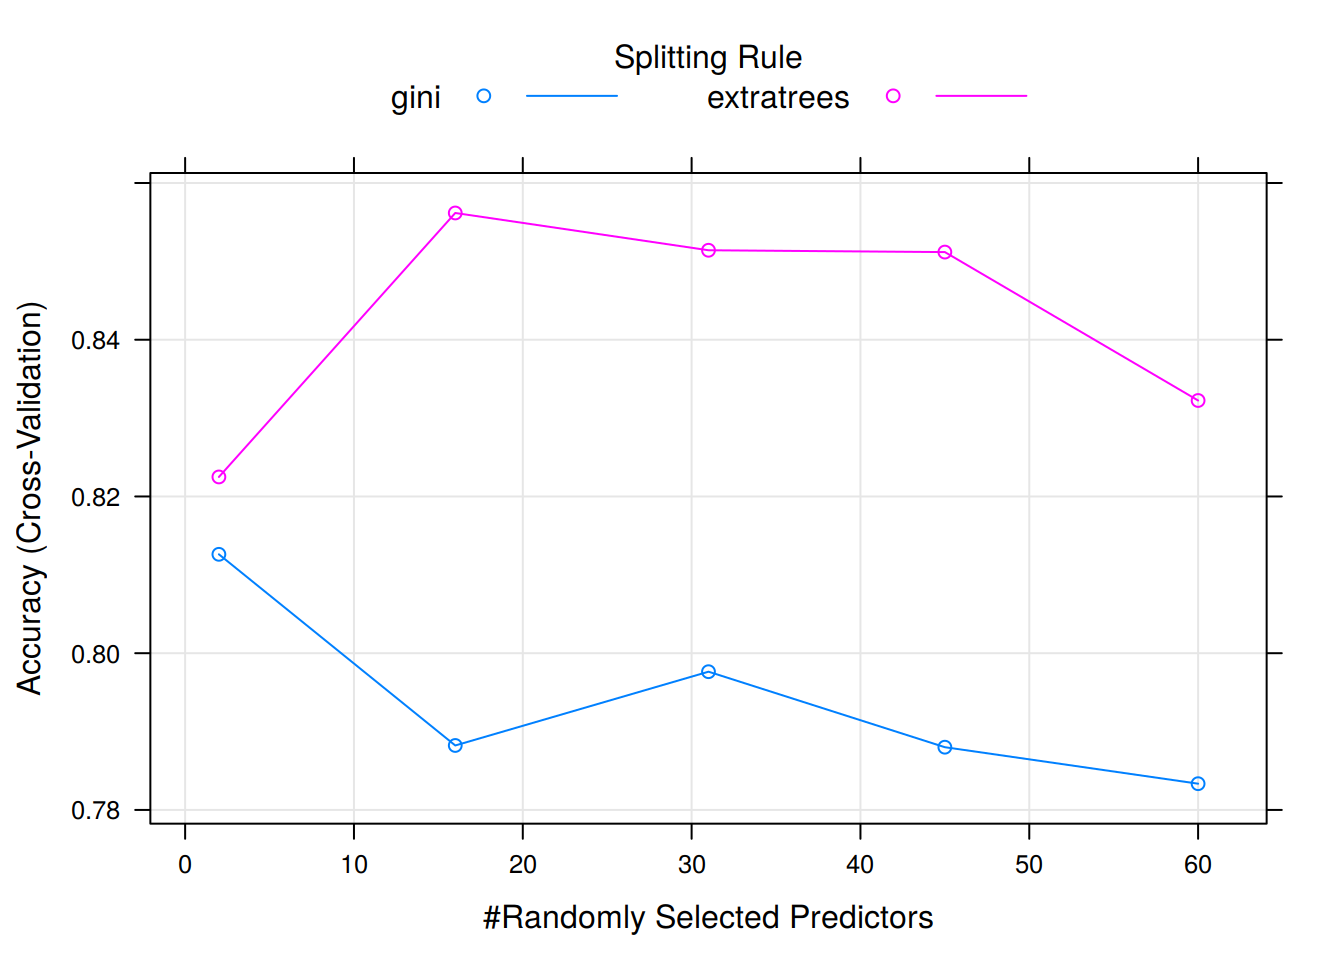 Splitting Rule
gini extratrees
Accuracy (Cross-Validation)
0.84
0.82
0.80
0.78
0 10 20 30 40 50 60
#Randomly Selected Predictors